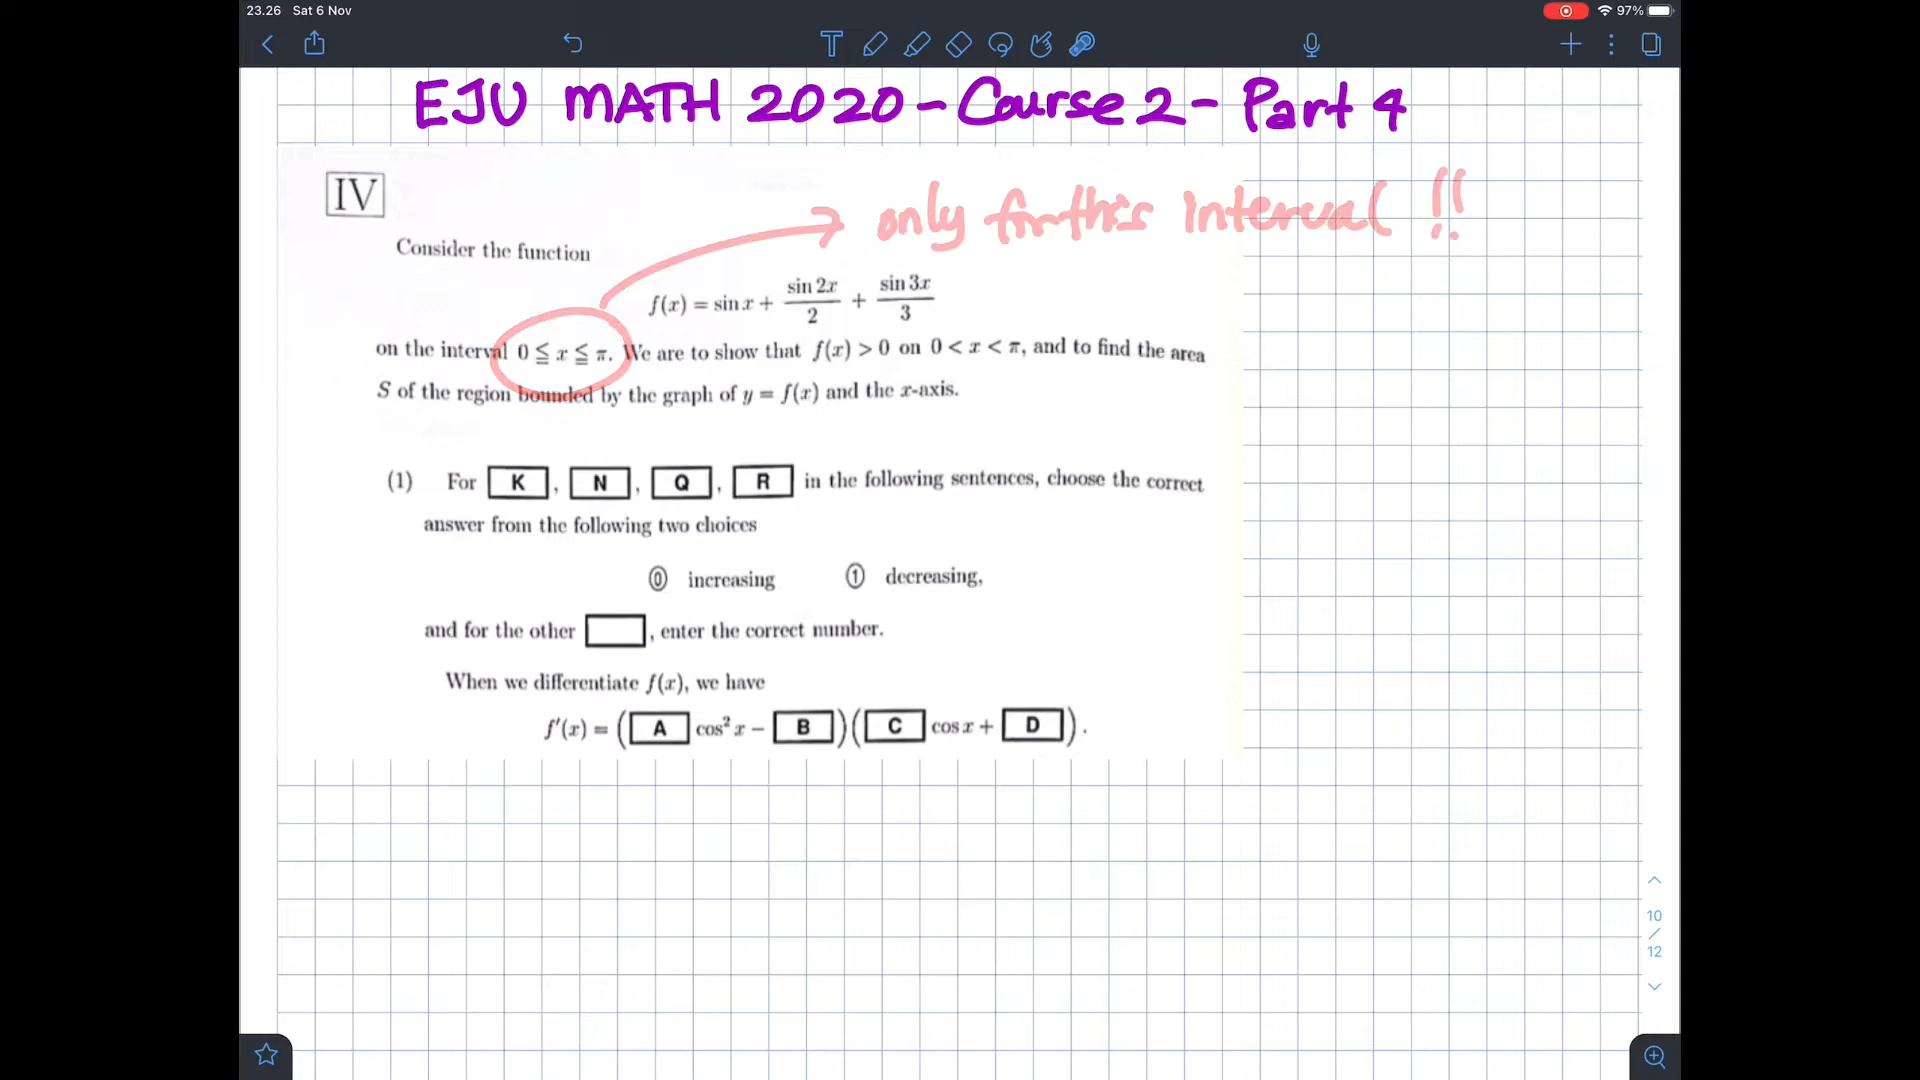 23.26 Sat 6 Nov
97%
EJU MATH 2020 - Course 2 - Part 4
IV
only for this interval !!
Consider the function
f(x) = sin x + sin 2x/2 + sin 3x/3
on the interval 0 ≦ x ≦ π. We are to show that f(x) > 0 on 0 < x < π, and to find the area
S of the region bounded by the graph of y = f(x) and the x-axis.
(1) For K , N , Q , R in the following sentences, choose the correct
answer from the following two choices
⓪ increasing ① decreasing,
and for the other , enter the correct number.
When we differentiate f(x), we have
f′(x) = ( A cos² x − B )( C cos x + D ).
10
/
12